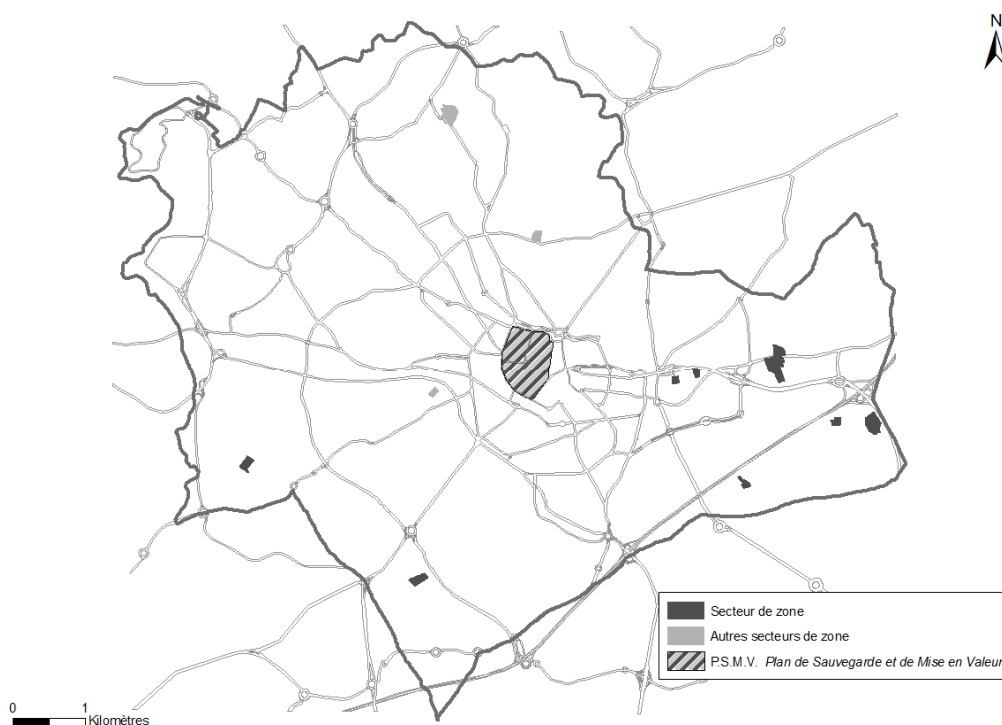 N
Secteur de zone
Autres secteurs de zone
P.S.M.V. Plan de Sauvegarde et de Mise en Valeur
0 1
Kilomètres